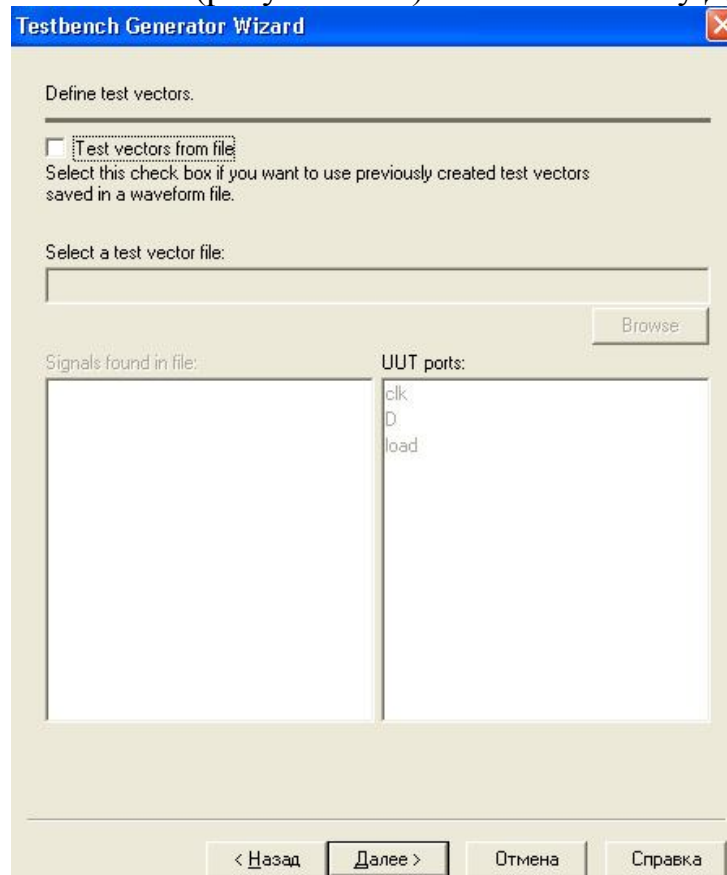 Testbench Generator Wizard
Define test vectors.
Test vectors from file
Select this check box if you want to use previously created test vectors
saved in a waveform file.
Select a test vector file:
Browse
Signals found in file:
UUT ports:
clk
D
load
< Назад
Далее >
Отмена
Справка